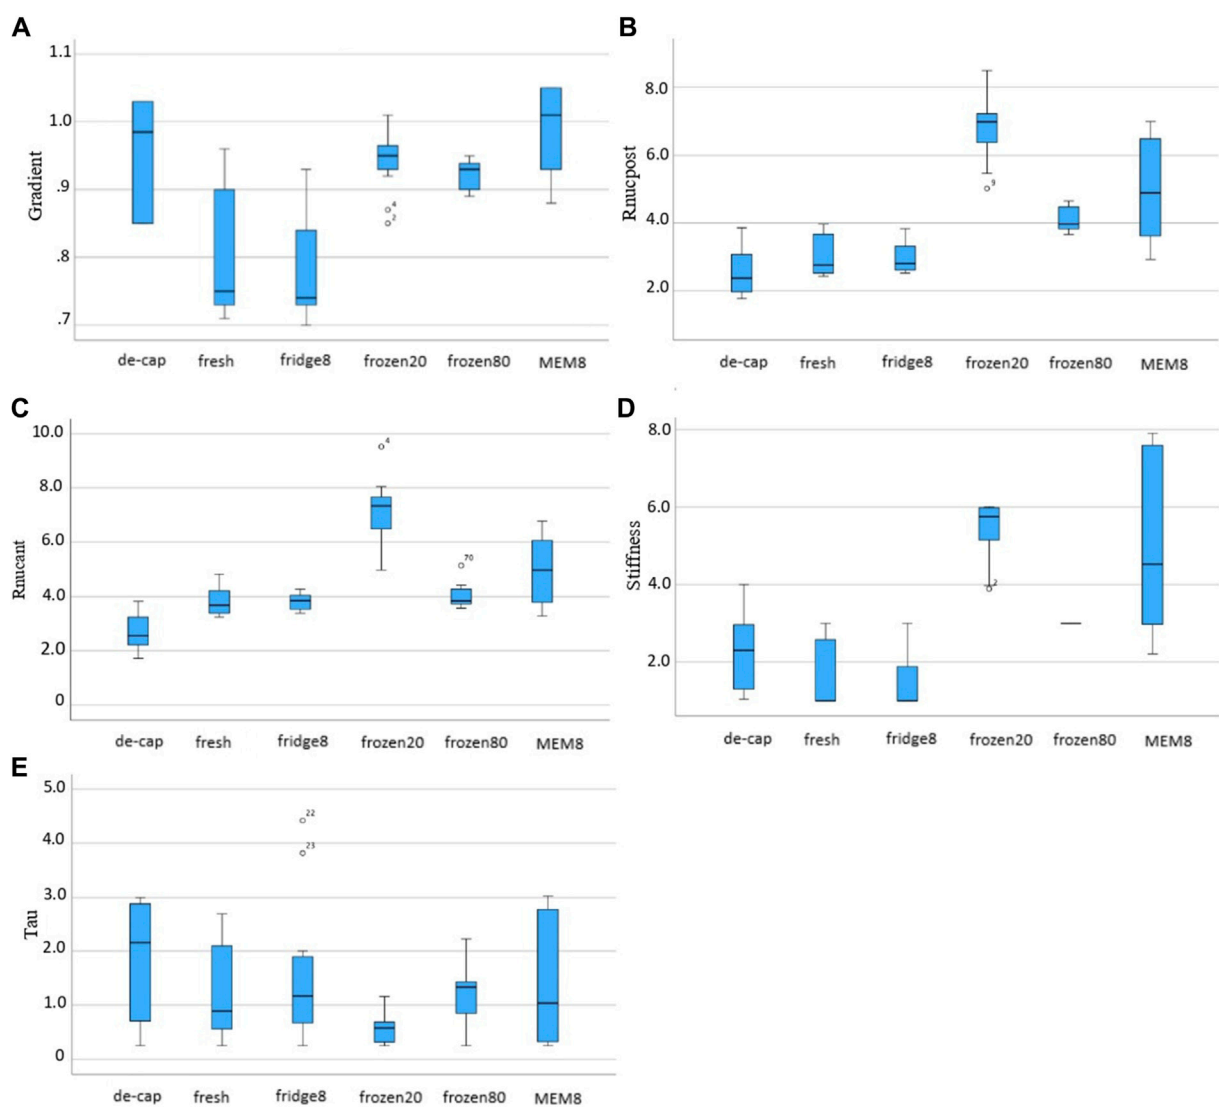 A
Gradient
1.1
1.0
.9
.8
.7
4
2
de-cap fresh fridge8 frozen20 frozen80 MEM8
B
Rnucpost
8.0
6.0
4.0
2.0
9
de-cap fresh fridge8 frozen20 frozen80 MEM8
C
Rnucant
10.0
8.0
6.0
4.0
2.0
0
4
70
de-cap fresh fridge8 frozen20 frozen80 MEM8
D
Stiffness
8.0
6.0
4.0
2.0
2
de-cap fresh fridge8 frozen20 frozen80 MEM8
E
Tau
5.0
4.0
3.0
2.0
1.0
0
22
23
de-cap fresh fridge8 frozen20 frozen80 MEM8